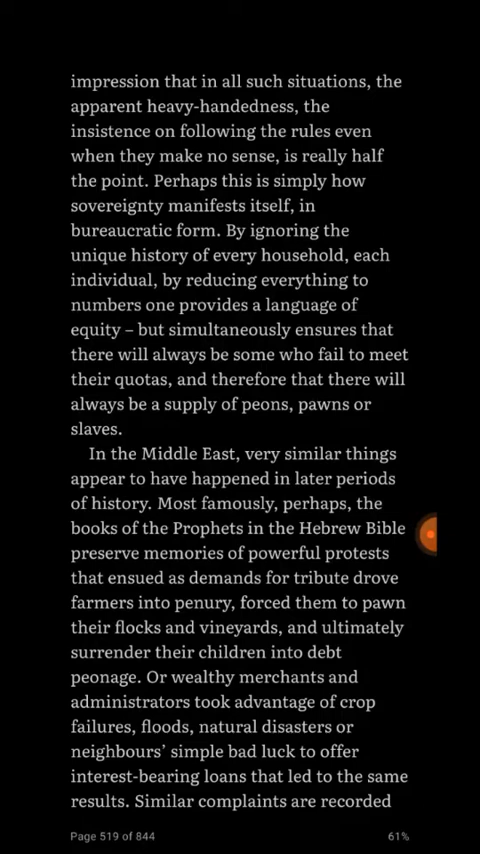 impression that in all such situations, the
apparent heavy-handedness, the
insistence on following the rules even
when they make no sense, is really half
the point. Perhaps this is simply how
sovereignty manifests itself, in
bureaucratic form. By ignoring the
unique history of every household, each
individual, by reducing everything to
numbers one provides a language of
equity – but simultaneously ensures that
there will always be some who fail to meet
their quotas, and therefore that there will
always be a supply of peons, pawns or
slaves.
In the Middle East, very similar things
appear to have happened in later periods
of history. Most famously, perhaps, the
books of the Prophets in the Hebrew Bible
preserve memories of powerful protests
that ensued as demands for tribute drove
farmers into penury, forced them to pawn
their flocks and vineyards, and ultimately
surrender their children into debt
peonage. Or wealthy merchants and
administrators took advantage of crop
failures, floods, natural disasters or
neighbours’ simple bad luck to offer
interest-bearing loans that led to the same
results. Similar complaints are recorded
Page 519 of 844 61%